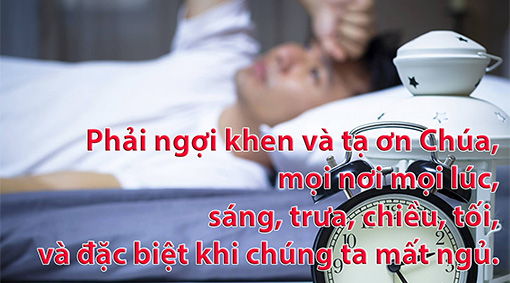 Phải ngợi khen và tạ ơn Chúa,
mọi nơi mọi lúc,
sáng, trưa, chiều, tối,
và đặc biệt khi chúng ta mất ngủ.